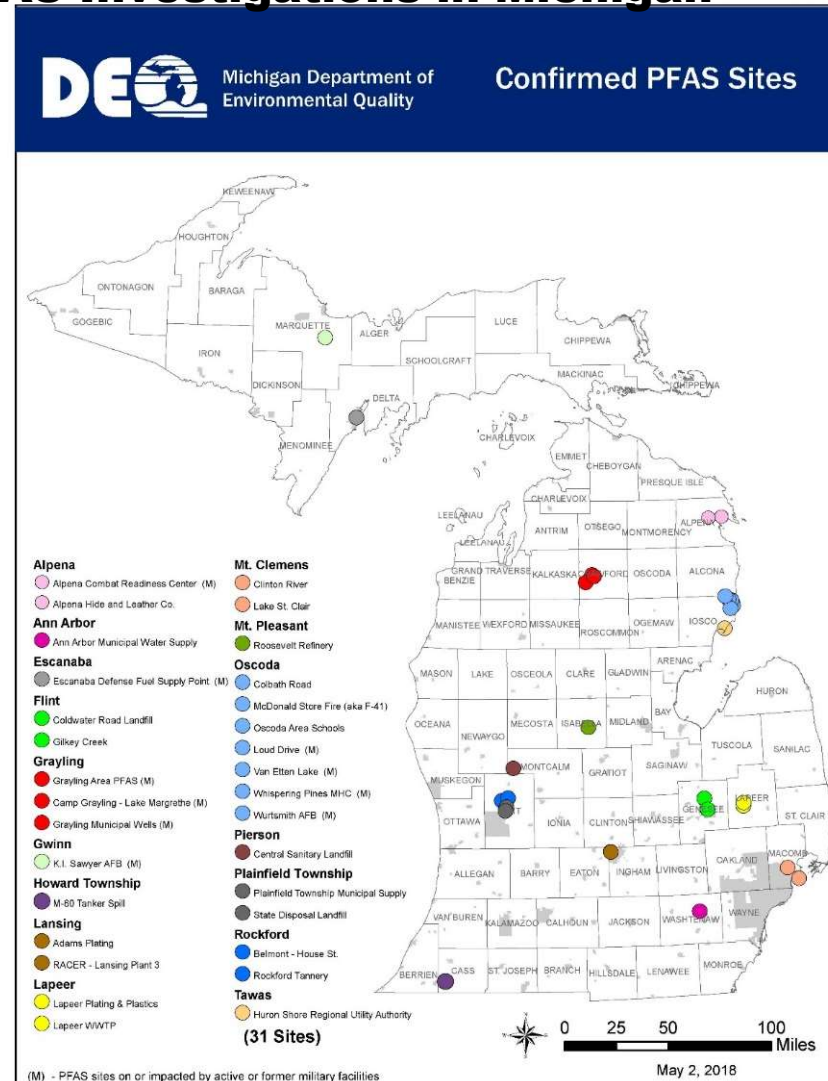 AS Investigations in Michigan
DEQ
Michigan Department of
Environmental Quality
Confirmed PFAS Sites
KEWEENAW
HOUGHTON
ONTONAGON
BARAGA
GOGEBIC
MARQUETTE
ALGER
LUCE
CHIPPEWA
IRON
SCHOOLCRAFT
MACKINAC
CHIPPEWA
DICKINSON
DELTA
MENOMINEE
CHARLEVOIX
EMMET
CHEBOYGAN
PRESQUE ISLE
CHARLEVOIX
LEELANAU
ANTRIM
OTSEGO
MONTMORENCY
ALPENA
LEELANAU
GRAND TRAVERSE
BENZIE
KALKASKA
OSCODA
ALCONA
MANISTEE
WEXFORD
MISSAUKEE
ROSCOMMON
OGEMAW
IOSCO
ARENAC
MASON
LAKE
OSCEOLA
CLARE
GLADWIN
HURON
BAY
OCEANA
NEWAYGO
MECOSTA
MIDLAND
TUSCOLA
SANILAC
MUSKEGON
MONTCALM
GRATIOT
SAGINAW
GENESEE
LAPEER
ST. CLAIR
OTTAWA
IONIA
CLINTON
SHIAWASSEE
OAKLAND
MACOMB
ALLEGAN
BARRY
EATON
INGHAM
LIVINGSTON
VAN BUREN
KALAMAZOO
CALHOUN
JACKSON
WASHTENAW
WAYNE
BERRIEN
CASS
ST. JOSEPH
BRANCH
HILLSDALE
LENAWEE
MONROE
Alpena
Alpena Combat Readiness Center (M)
Alpena Hide and Leather Co.
Ann Arbor
Ann Arbor Municipal Water Supply
Escanaba
Escanaba Defense Fuel Supply Point (M)
Flint
Coldwater Road Landfill
Gilkey Creek
Grayling
Grayling Area PFAS (M)
Camp Grayling - Lake Margrethe (M)
Grayling Municipal Wells (M)
Gwinn
K.I. Sawyer AFB (M)
Howard Township
M-60 Tanker Spill
Lansing
Adams Plating
RACER - Lansing Plant 3
Lapeer
Lapeer Plating & Plastics
Lapeer WWTP
Mt. Clemens
Clinton River
Lake St. Clair
Mt. Pleasant
Roosevelt Refinery
Oscoda
Colbath Road
McDonald Store Fire (aka F-41)
Oscoda Area Schools
Loud Drive (M)
Van Etten Lake (M)
Whispering Pines MHC (M)
Wurtsmith AFB (M)
Pierson
Central Sanitary Landfill
Plainfield Township
Plainfield Township Municipal Supply
State Disposal Landfill
Rockford
Belmont - House St.
Rockford Tannery
Tawas
Huron Shore Regional Utility Authority
(31 Sites)
0 25 50 100
Miles
May 2, 2018
(M) - PFAS sites on or impacted by active or former military facilities